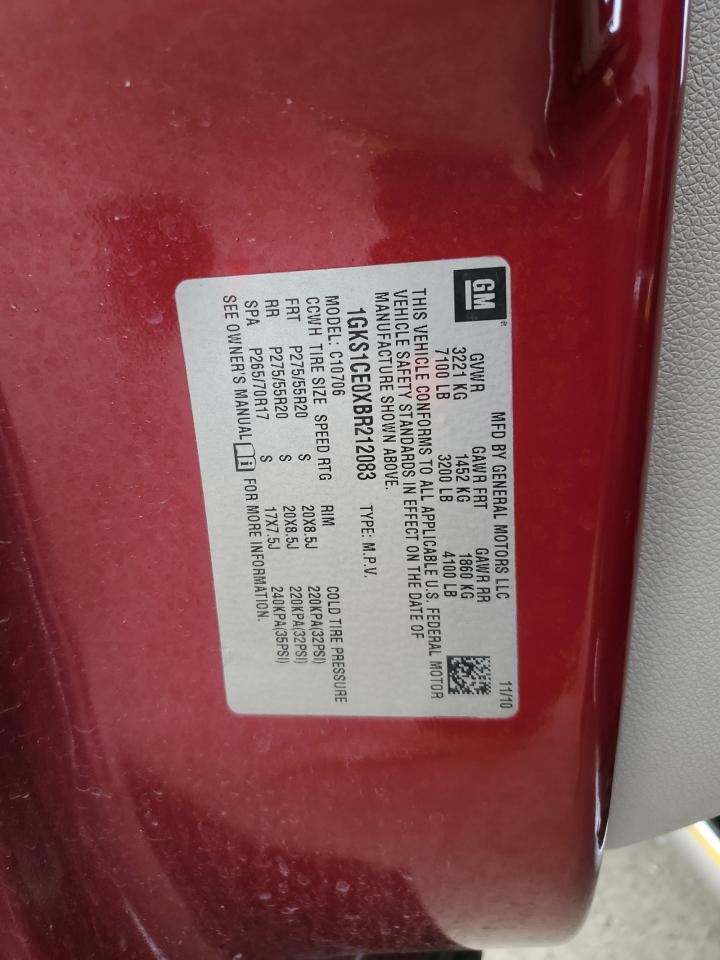 GM ®
MFD BY GENERAL MOTORS LLC 11/10
GVWR GAWR FRT GAWR RR
3221 KG 1452 KG 1860 KG
7100 LB 3200 LB 4100 LB
THIS VEHICLE CONFORMS TO ALL APPLICABLE U.S. FEDERAL MOTOR
VEHICLE SAFETY STANDARDS IN EFFECT ON THE DATE OF
MANUFACTURE SHOWN ABOVE.
1GKS1CE0XBR212083 TYPE: M.P.V.
MODEL: C10706
CCWH TIRE SIZE SPEED RTG RIM COLD TIRE PRESSURE
FRT P275/55R20 S 20X8.5J 220KPA(32PSI)
RR P275/55R20 S 20X8.5J 220KPA(32PSI)
SPA P265/70R17 17X7.5J 240KPA(35PSI)
SEE OWNER'S MANUAL i FOR MORE INFORMATION.